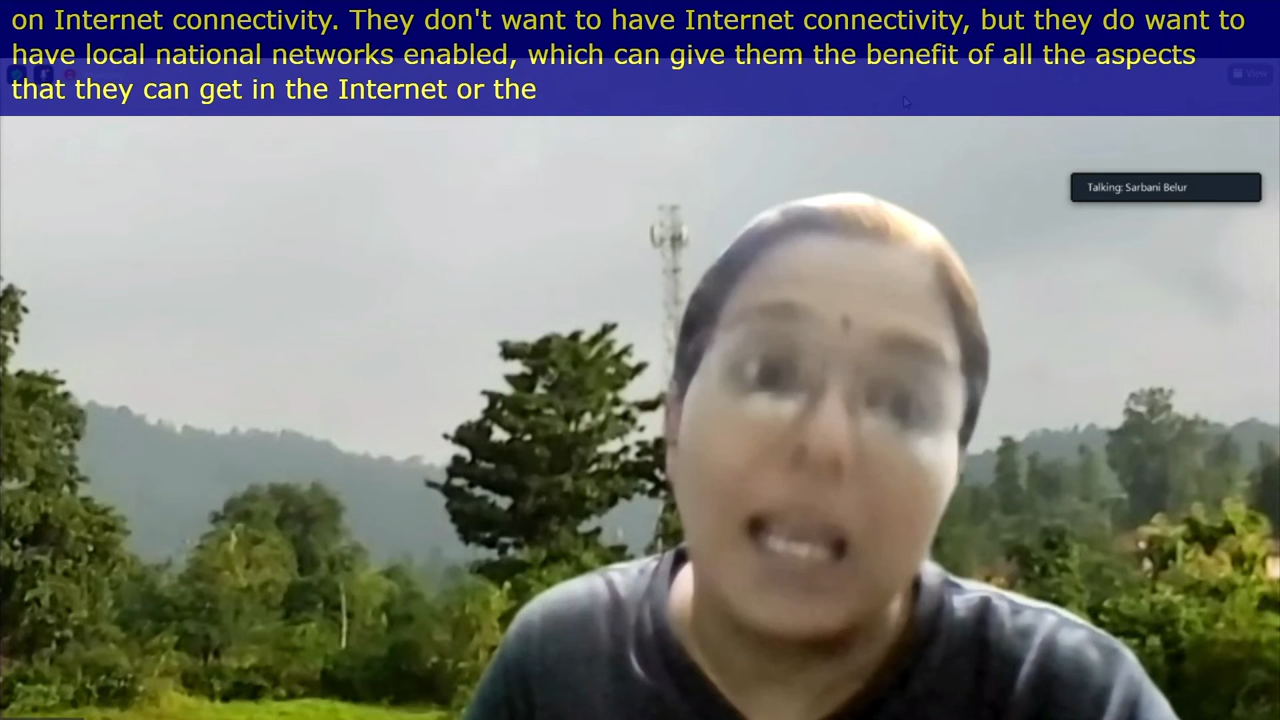 on Internet connectivity. They don't want to have Internet connectivity, but they do want to
have local national networks enabled, which can give them the benefit of all the aspects
that they can get in the Internet or the
View
Talking: Sarbani Belur